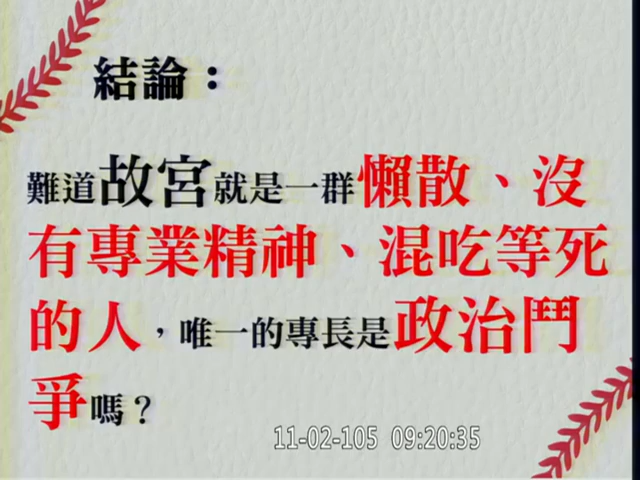 結論：
難道故宮就是一群懶散、沒
有專業精神、混吃等死
的人，唯一的專長是政治鬥
爭嗎？
11-02-105 09:20:35